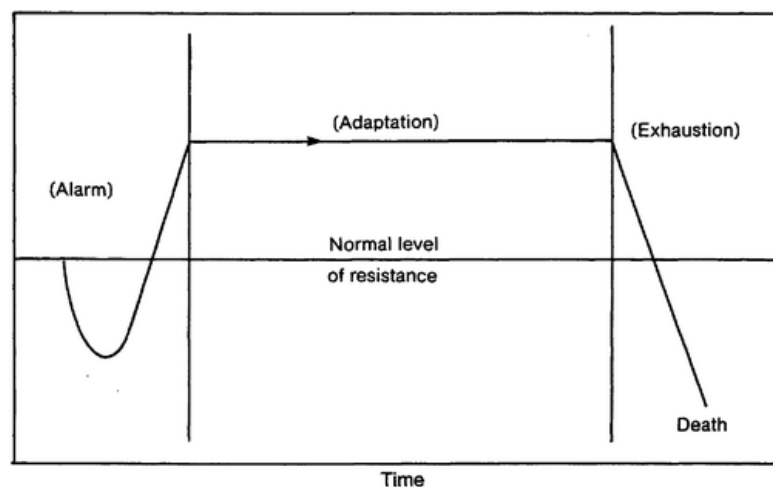 (Adaptation)
(Exhaustion)
(Alarm)
Normal level
of resistance
Death
Time